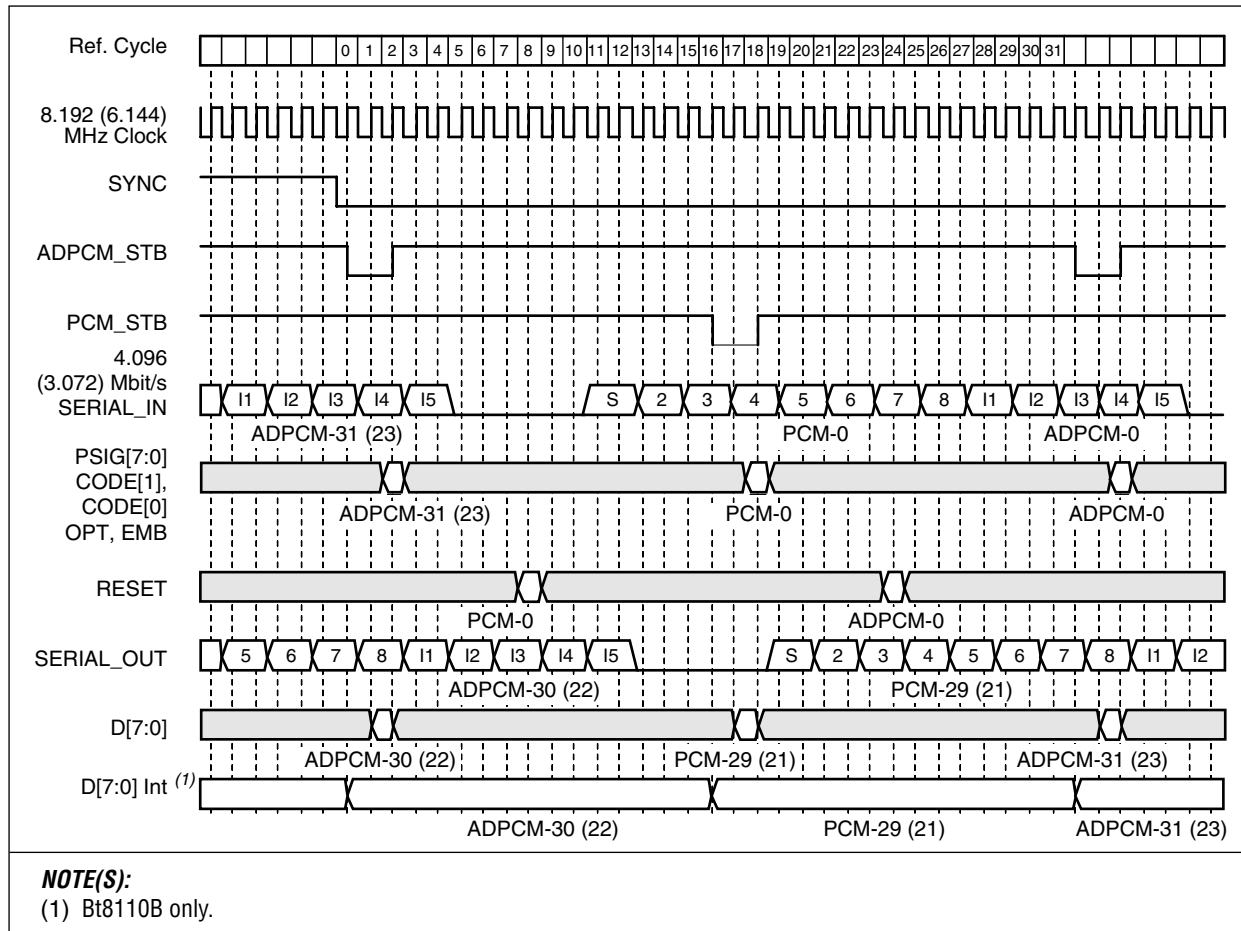 Ref. Cycle
0 1 2 3 4 5 6 7 8 9 10 11 12 13 14 15 16 17 18 19 20 21 22 23 24 25 26 27 28 29 30 31
8.192 (6.144)
MHz Clock
SYNC
ADPCM_STB
PCM_STB
4.096
(3.072) Mbit/s
SERIAL_IN
I1 I2 I3 I4 I5 S 2 3 4 5 6 7 8 I1 I2 I3 I4 I5
ADPCM-31 (23) PCM-0 ADPCM-0
PSIG[7:0]
CODE[1],
CODE[0]
OPT, EMB
ADPCM-31 (23) PCM-0 ADPCM-0
RESET
PCM-0 ADPCM-0
SERIAL_OUT
5 6 7 8 I1 I2 I3 I4 I5 S 2 3 4 5 6 7 8 I1 I2
ADPCM-30 (22) PCM-29 (21)
D[7:0]
ADPCM-30 (22) PCM-29 (21) ADPCM-31 (23)
D[7:0] Int (1)
ADPCM-30 (22) PCM-29 (21) ADPCM-31 (23)
NOTE(S):
(1) Bt8110B only.